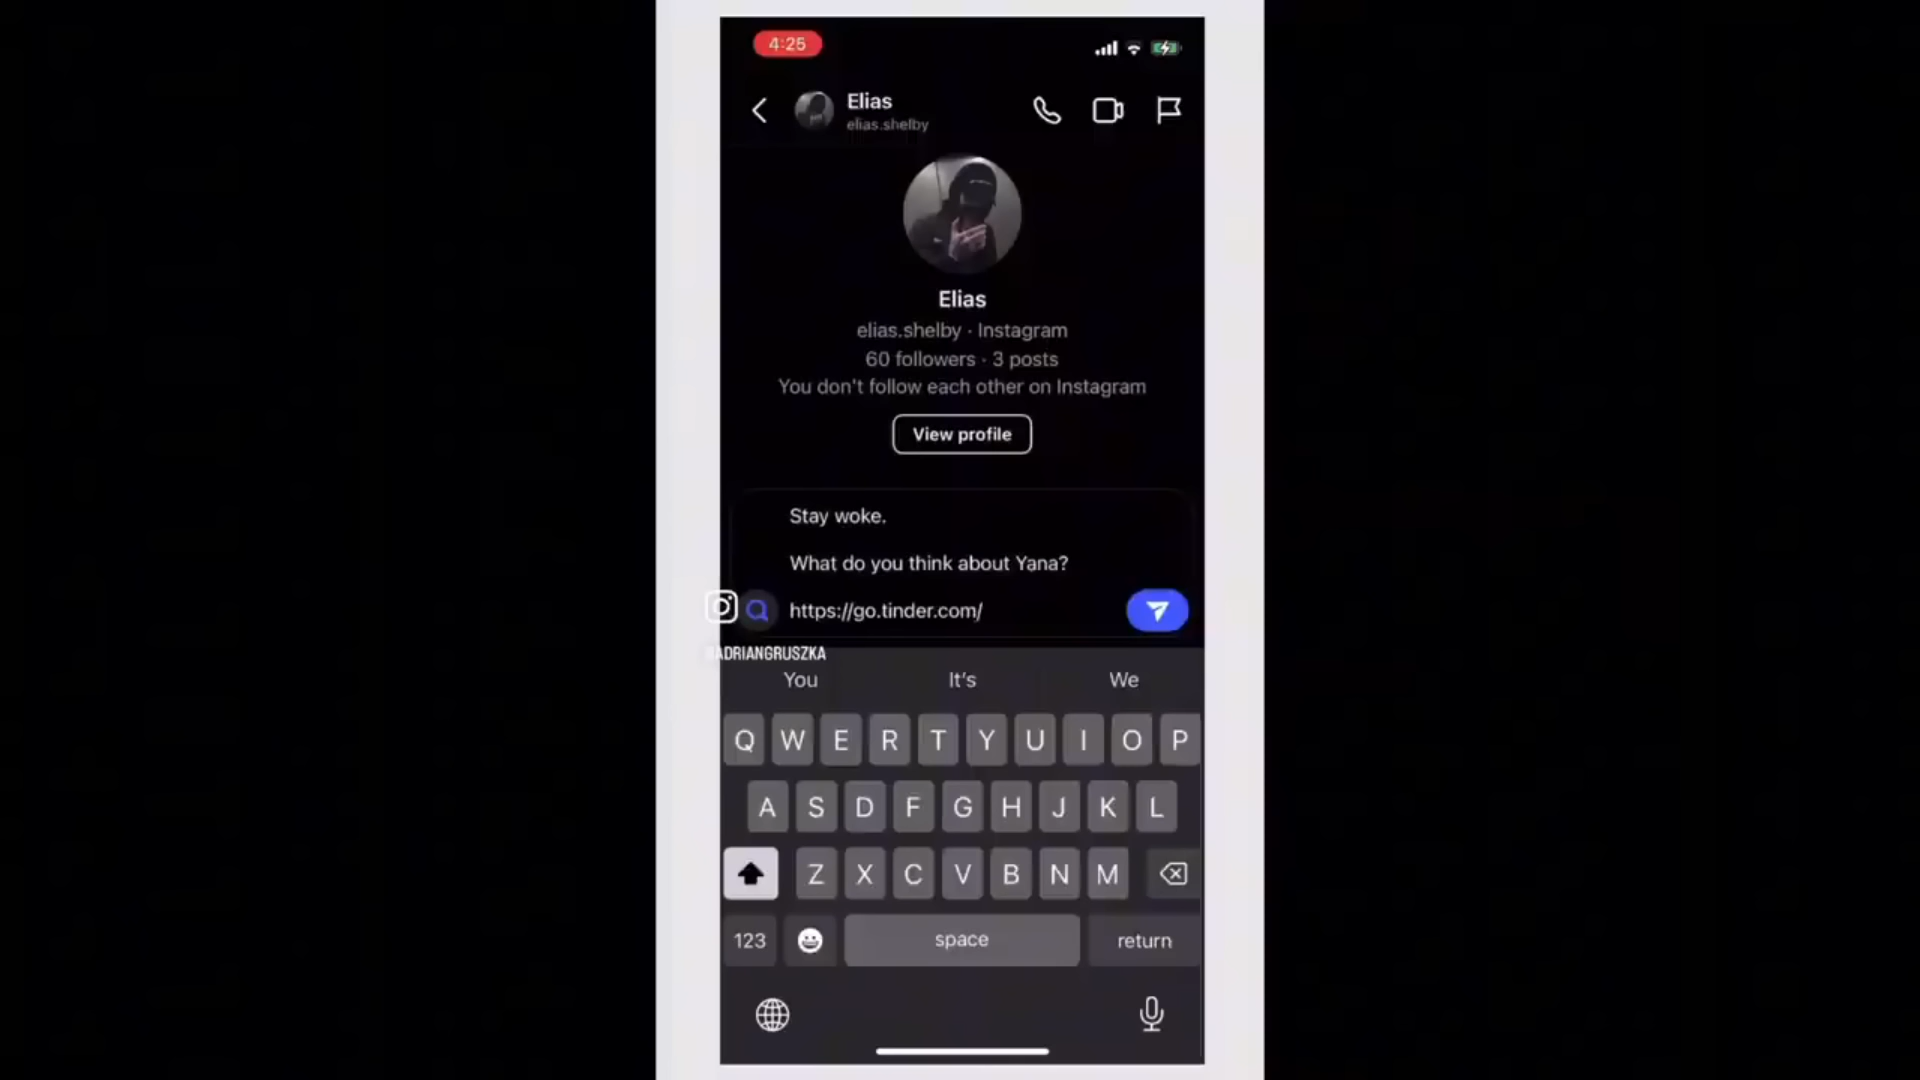 4:25
Elias
elias.shelby
Elias
elias.shelby · Instagram
60 followers · 3 posts
You don't follow each other on Instagram
View profile
Stay woke.
What do you think about Yana?
https://go.tinder.com/
ADRIANGRUSZKA
You It's We
Q W E R T Y U I O P
A S D F G H J K L
Z X C V B N M
123 space return